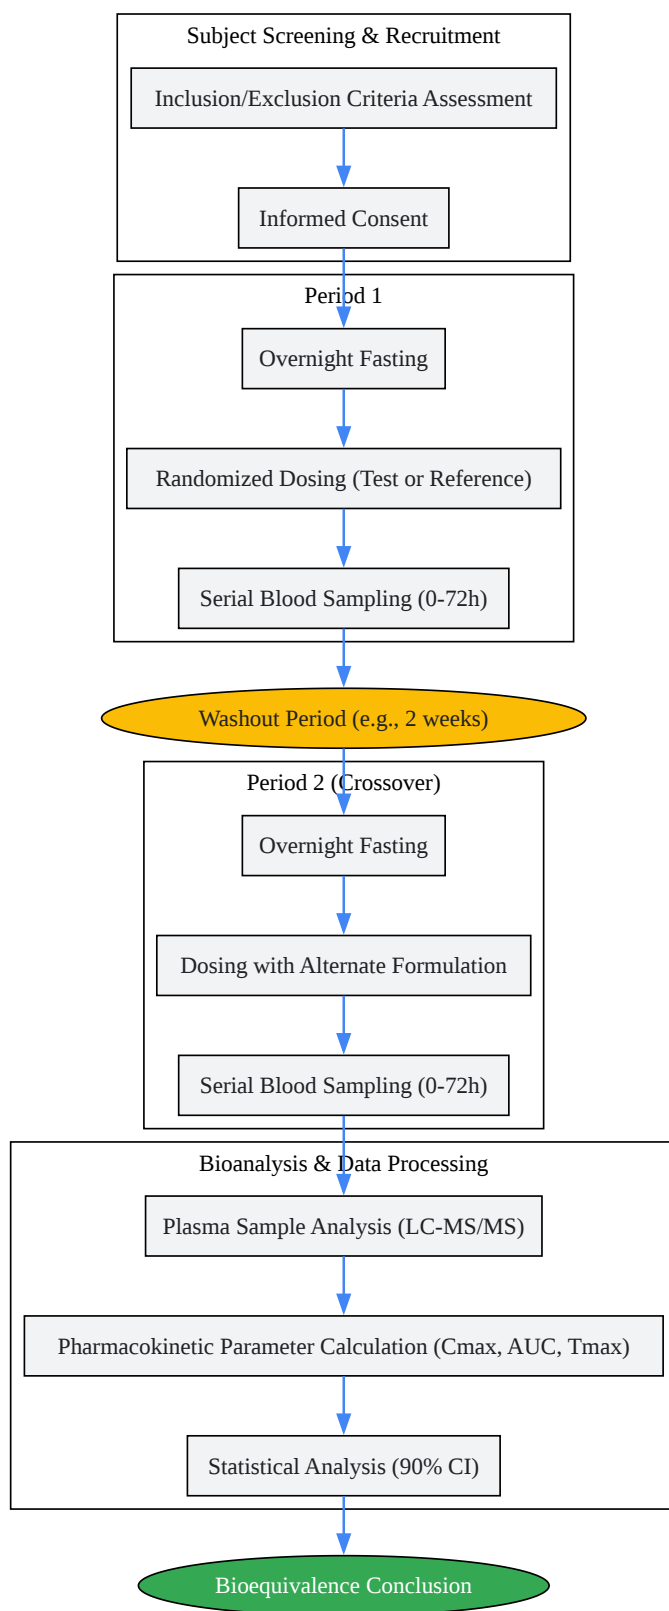 Subject Screening & Recruitment
Inclusion/Exclusion Criteria Assessment
Informed Consent
Period 1
Overnight Fasting
Randomized Dosing (Test or Reference)
Serial Blood Sampling (0-72h)
Washout Period (e.g., 2 weeks)
Period 2 (Crossover)
Overnight Fasting
Dosing with Alternate Formulation
Serial Blood Sampling (0-72h)
Bioanalysis & Data Processing
Plasma Sample Analysis (LC-MS/MS)
Pharmacokinetic Parameter Calculation (Cmax, AUC, Tmax)
Statistical Analysis (90% CI)
Bioequivalence Conclusion